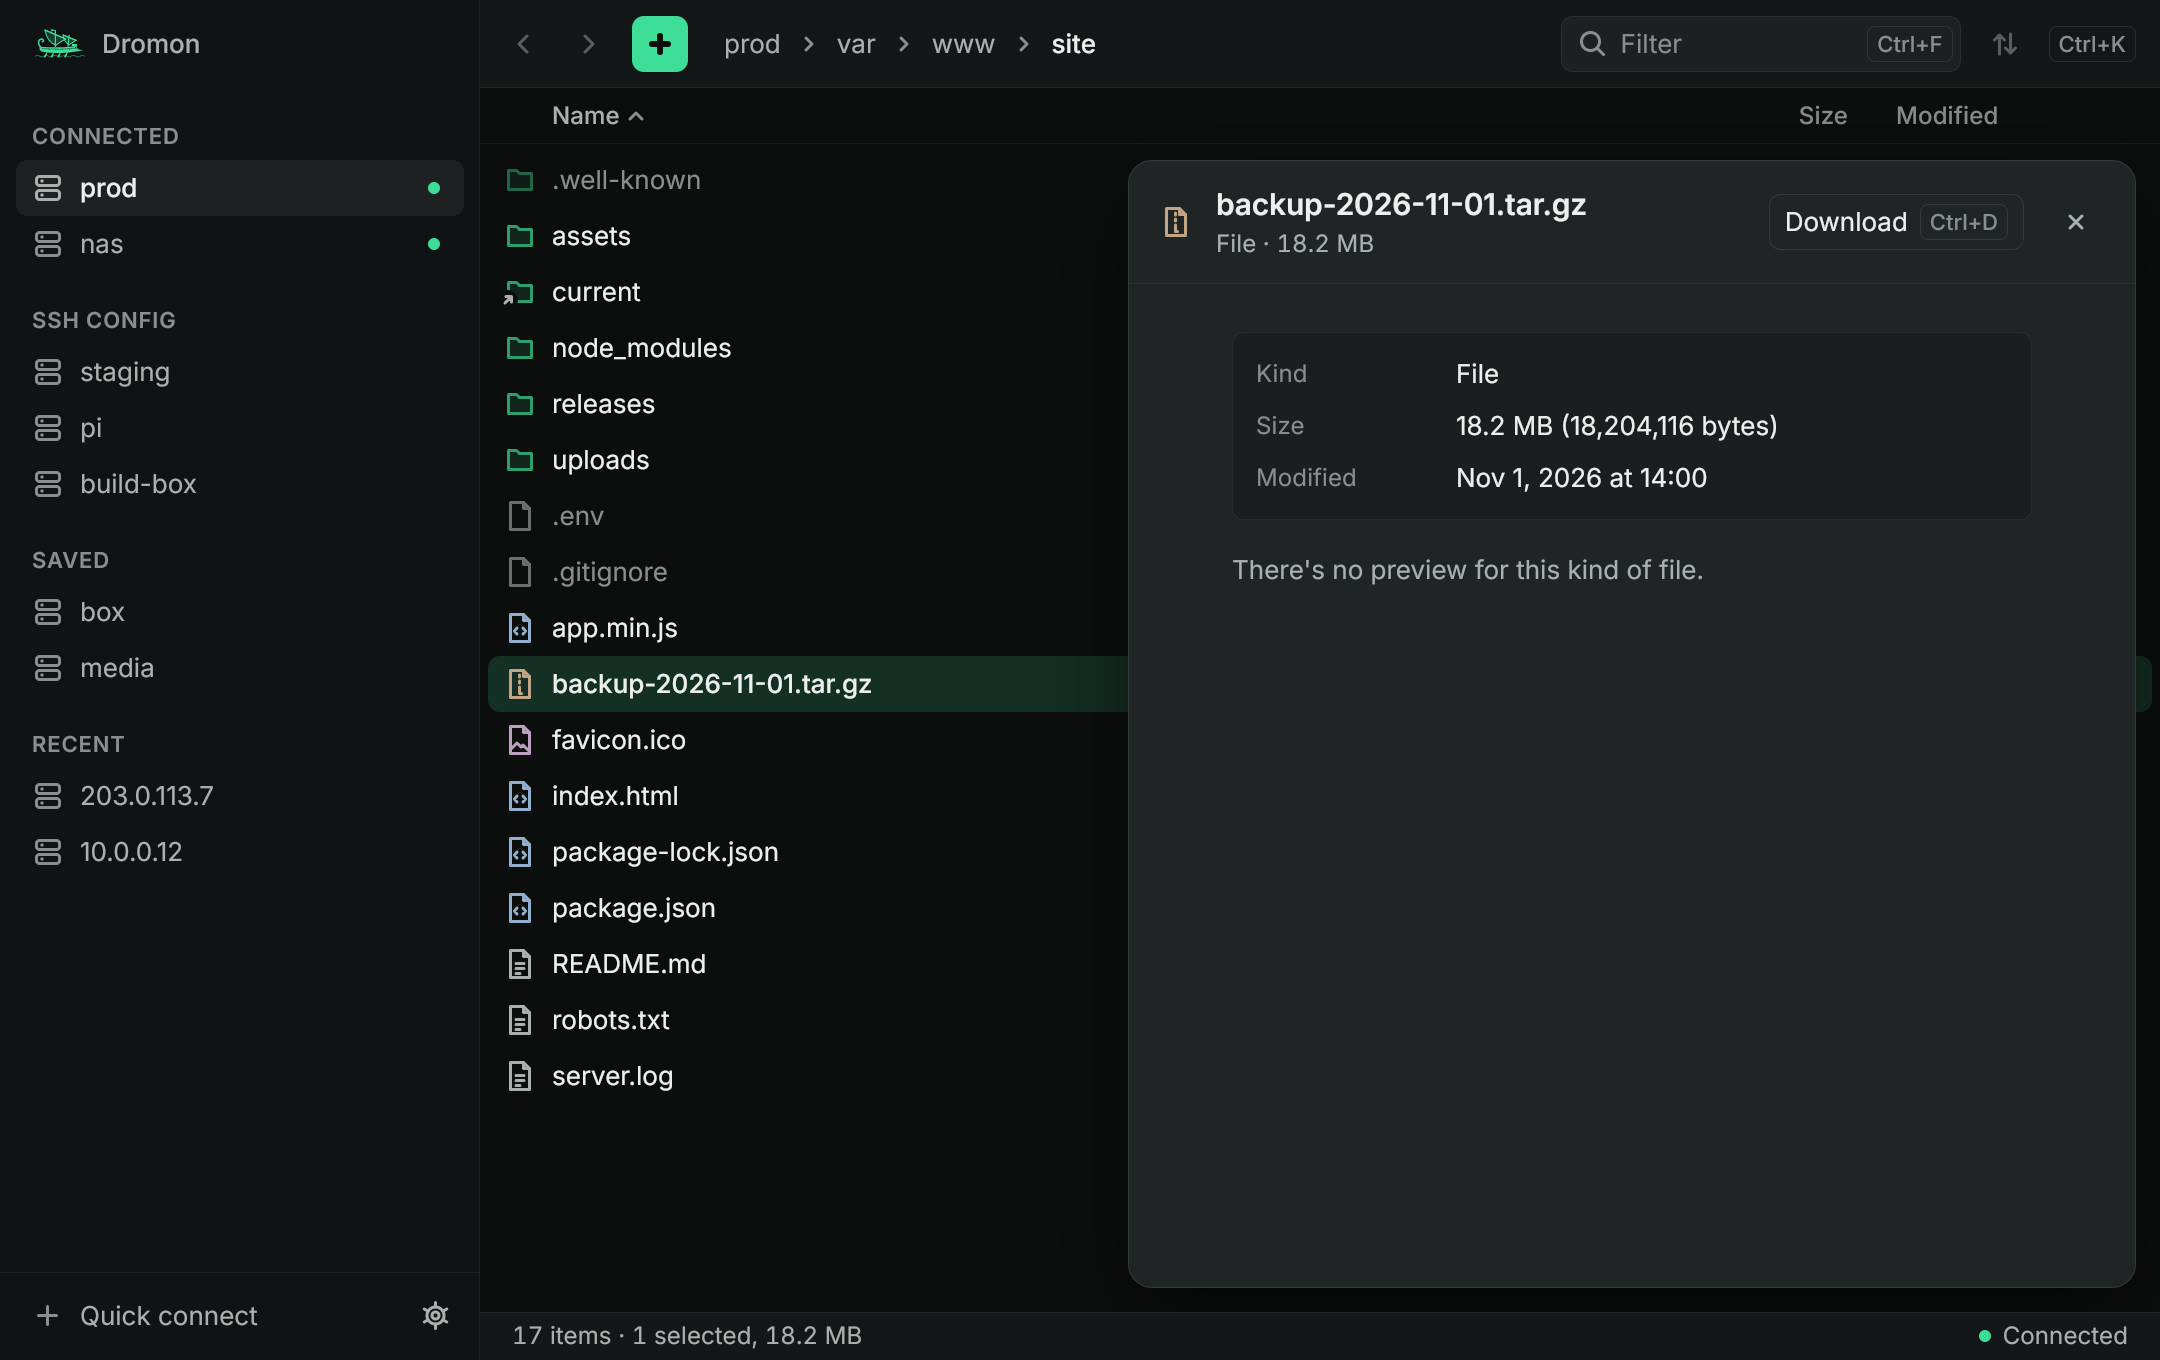 Dromon
CONNECTED
prod
nas
SSH CONFIG
staging
pi
build-box
SAVED
box
media
RECENT
203.0.113.7
10.0.0.12
Quick connect
prod var www site
Filter Ctrl+F Ctrl+K
Name Size Modified
.well-known
assets
current
node_modules
releases
uploads
.env
.gitignore
app.min.js
backup-2026-11-01.tar.gz
favicon.ico
index.html
package-lock.json
package.json
README.md
robots.txt
server.log
backup-2026-11-01.tar.gz
File · 18.2 MB
Download Ctrl+D
Kind File
Size 18.2 MB (18,204,116 bytes)
Modified Nov 1, 2026 at 14:00
There's no preview for this kind of file.
17 items · 1 selected, 18.2 MB
Connected